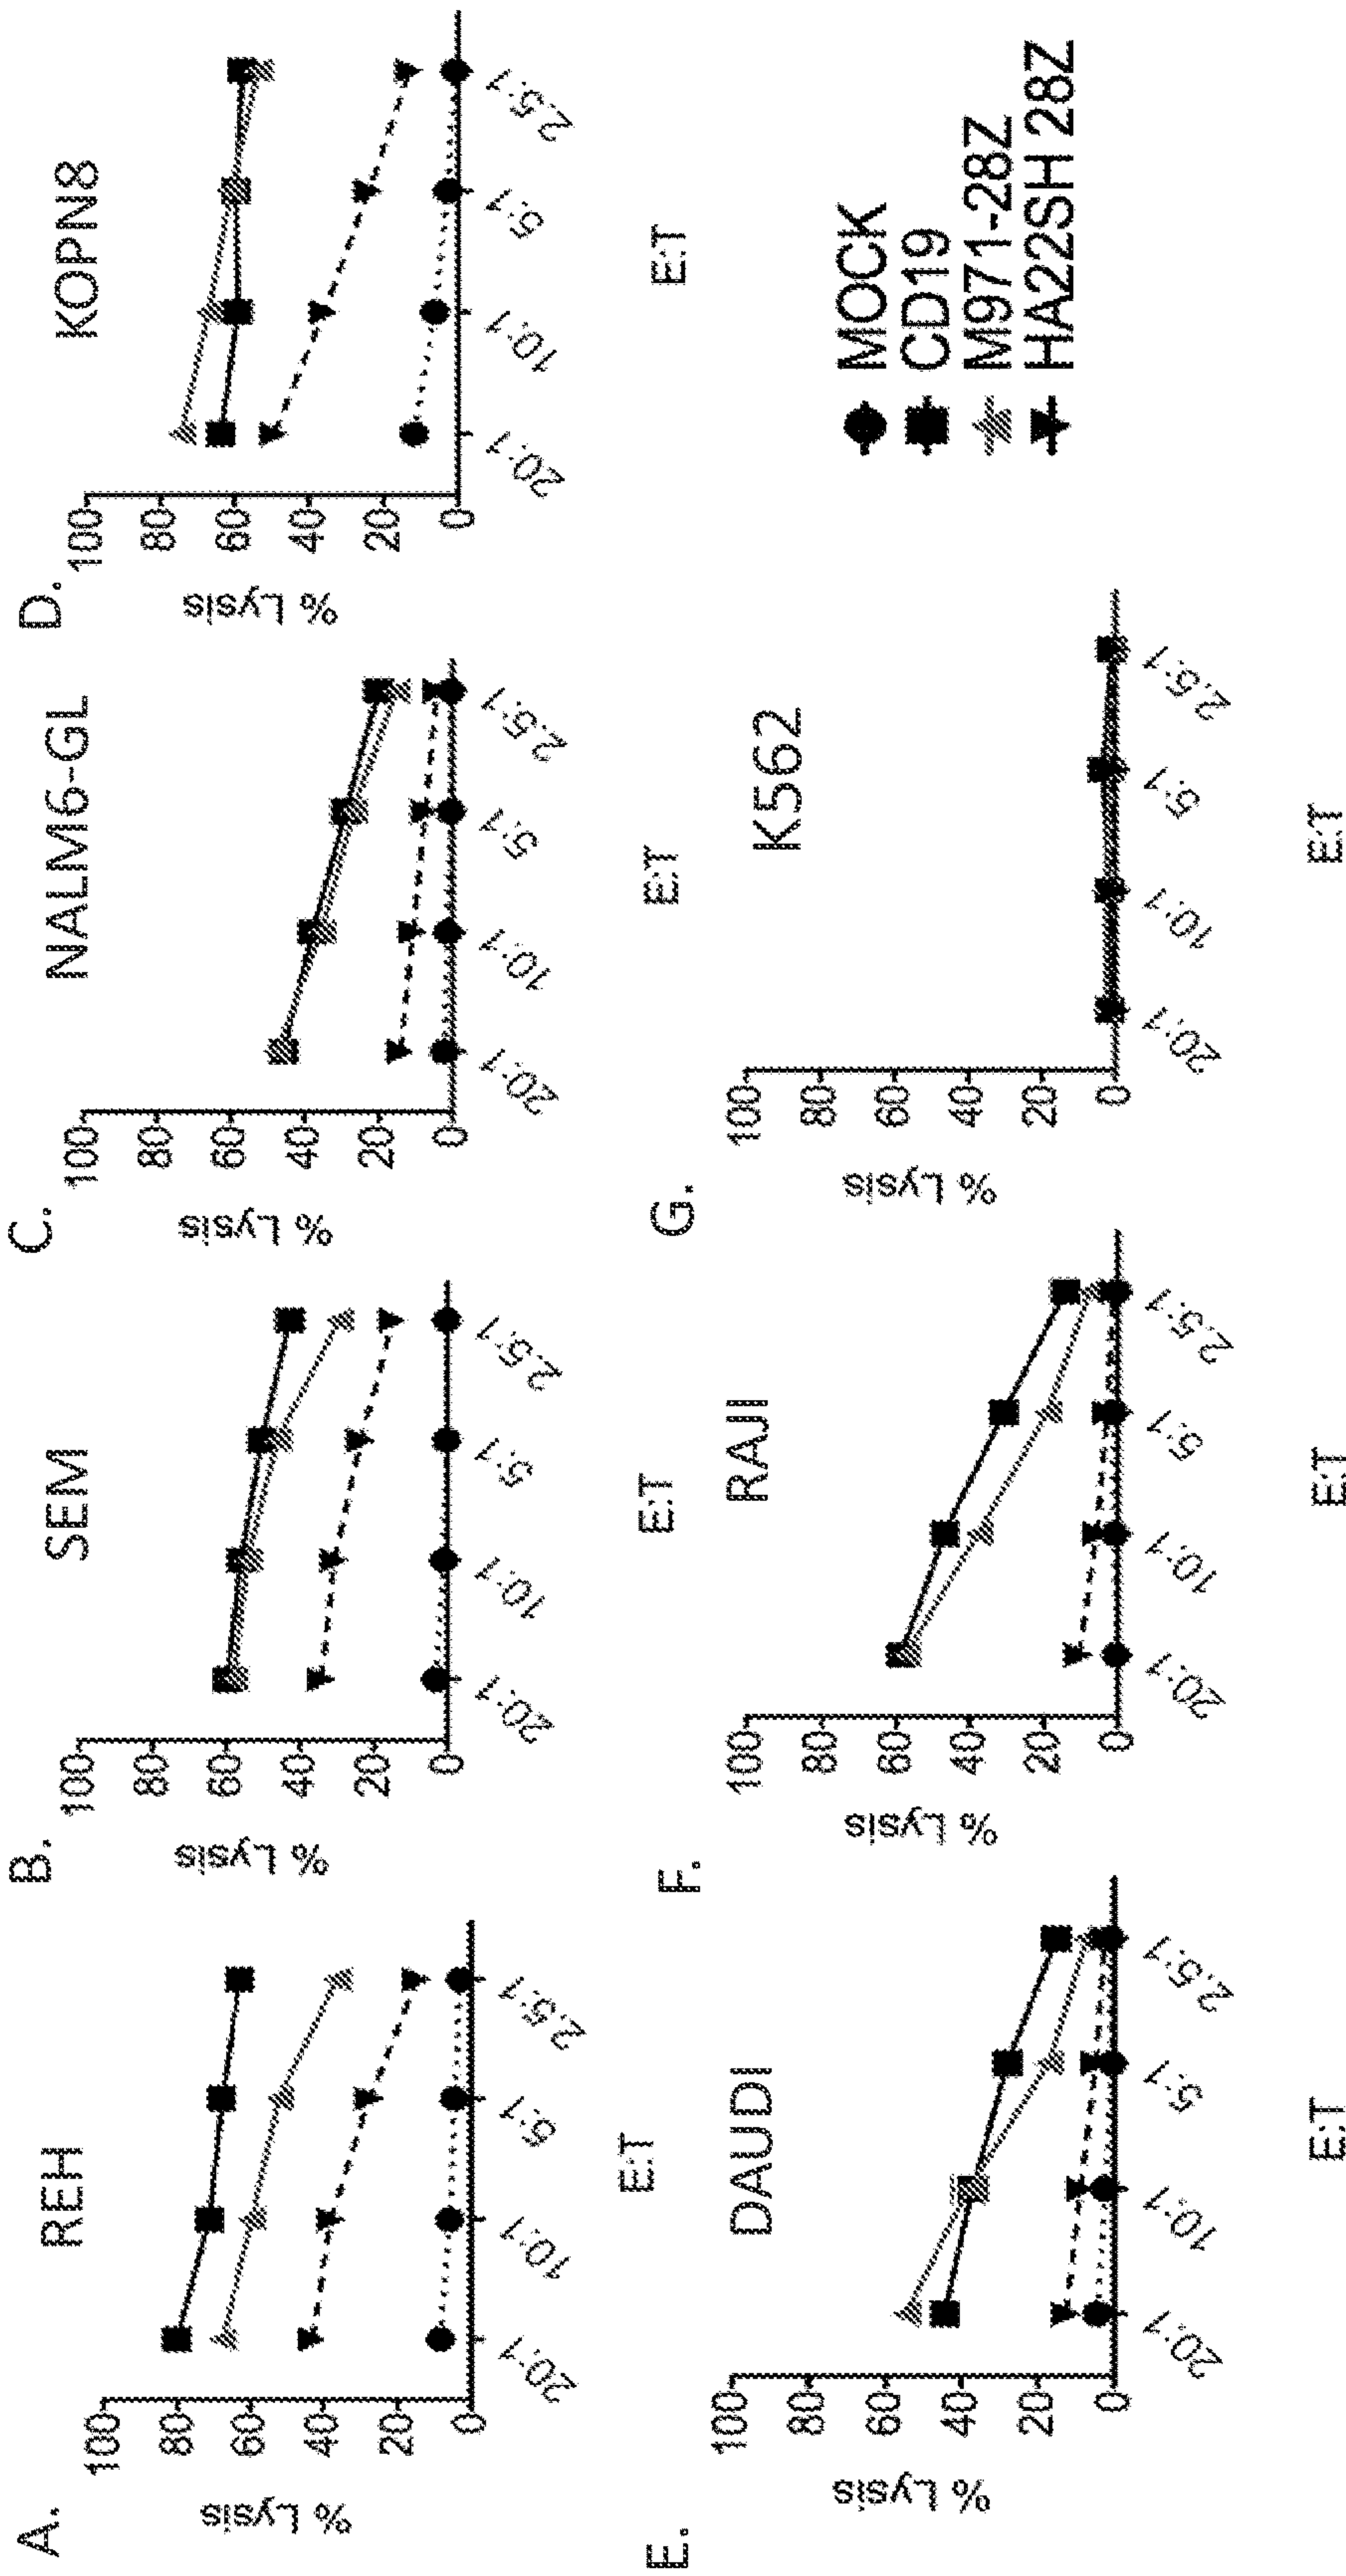 A.
REH
% Lysis
100
80
60
40
20
0
20:1
10:1
5:1
2.5:1
E:T
B.
SEM
% Lysis
100
80
60
40
20
0
20:1
10:1
5:1
2.5:1
E:T
C.
NALM6-GL
% Lysis
100
80
60
40
20
0
20:1
10:1
5:1
2.5:1
E:T
D.
KOPN8
% Lysis
100
80
60
40
20
0
20:1
10:1
5:1
2.5:1
E:T
E.
DAUDI
% Lysis
100
80
60
40
20
0
20:1
10:1
5:1
2.5:1
E:T
F.
RAJI
% Lysis
100
80
60
40
20
0
20:1
10:1
5:1
2.5:1
E:T
G.
K562
% Lysis
100
80
60
40
20
0
20:1
10:1
5:1
2.5:1
E:T
MOCK
CD19
M971-28Z
HA22SH 28Z